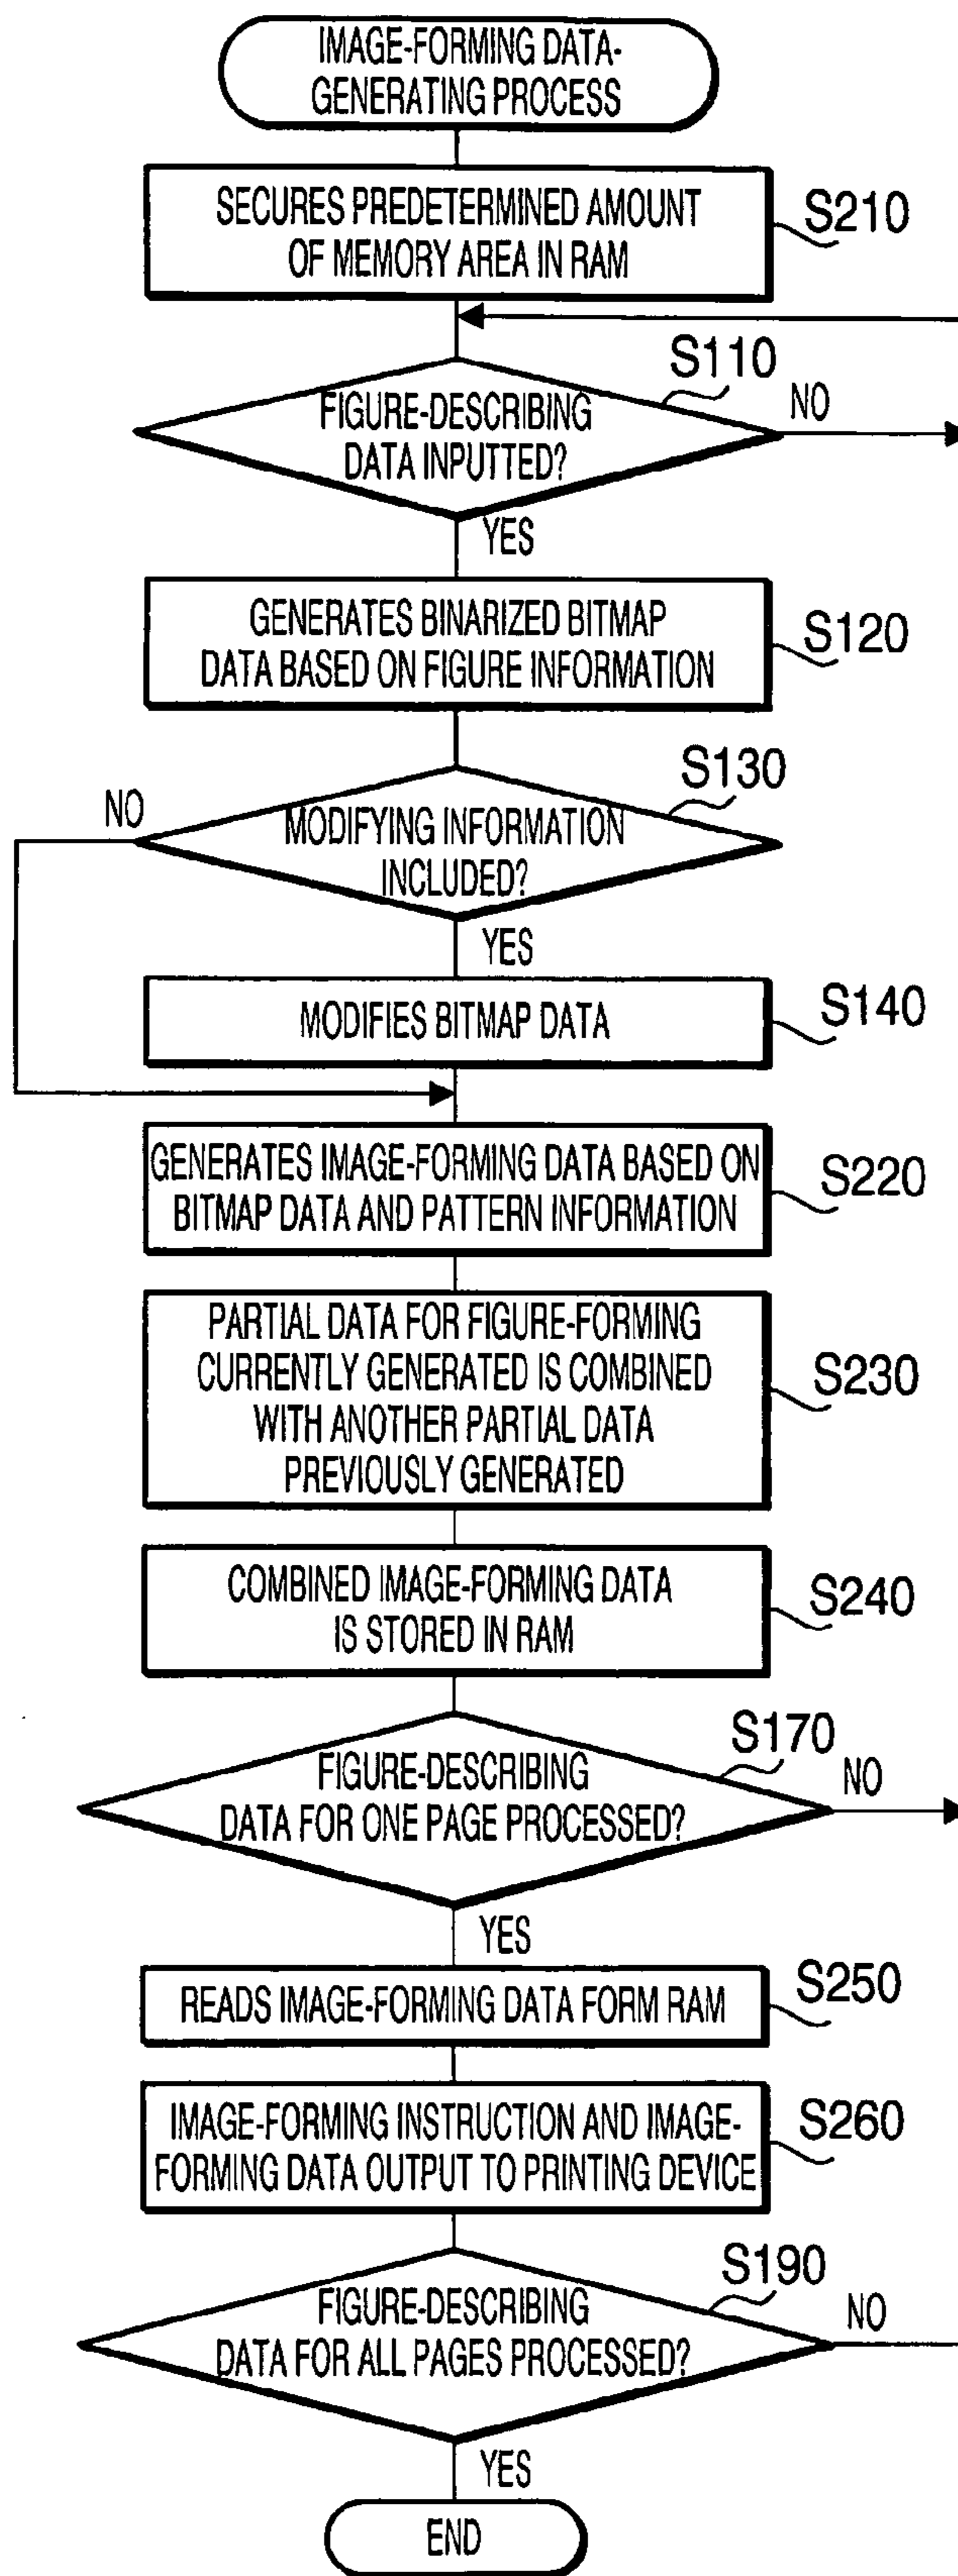 IMAGE-FORMING DATA-
GENERATING PROCESS
SECURES PREDETERMINED AMOUNT
OF MEMORY AREA IN RAM
S210
S110
FIGURE-DESCRIBING
DATA INPUTTED?
NO
YES
GENERATES BINARIZED BITMAP
DATA BASED ON FIGURE INFORMATION
S120
S130
NO
MODIFYING INFORMATION
INCLUDED?
YES
MODIFIES BITMAP DATA
S140
GENERATES IMAGE-FORMING DATA BASED ON
BITMAP DATA AND PATTERN INFORMATION
S220
PARTIAL DATA FOR FIGURE-FORMING
CURRENTLY GENERATED IS COMBINED
WITH ANOTHER PARTIAL DATA
PREVIOUSLY GENERATED
S230
COMBINED IMAGE-FORMING DATA
IS STORED IN RAM
S240
S170
FIGURE-DESCRIBING
DATA FOR ONE PAGE PROCESSED?
NO
YES
READS IMAGE-FORMING DATA FORM RAM
S250
IMAGE-FORMING INSTRUCTION AND IMAGE-
FORMING DATA OUTPUT TO PRINTING DEVICE
S260
S190
FIGURE-DESCRIBING
DATA FOR ALL PAGES PROCESSED?
NO
YES
END